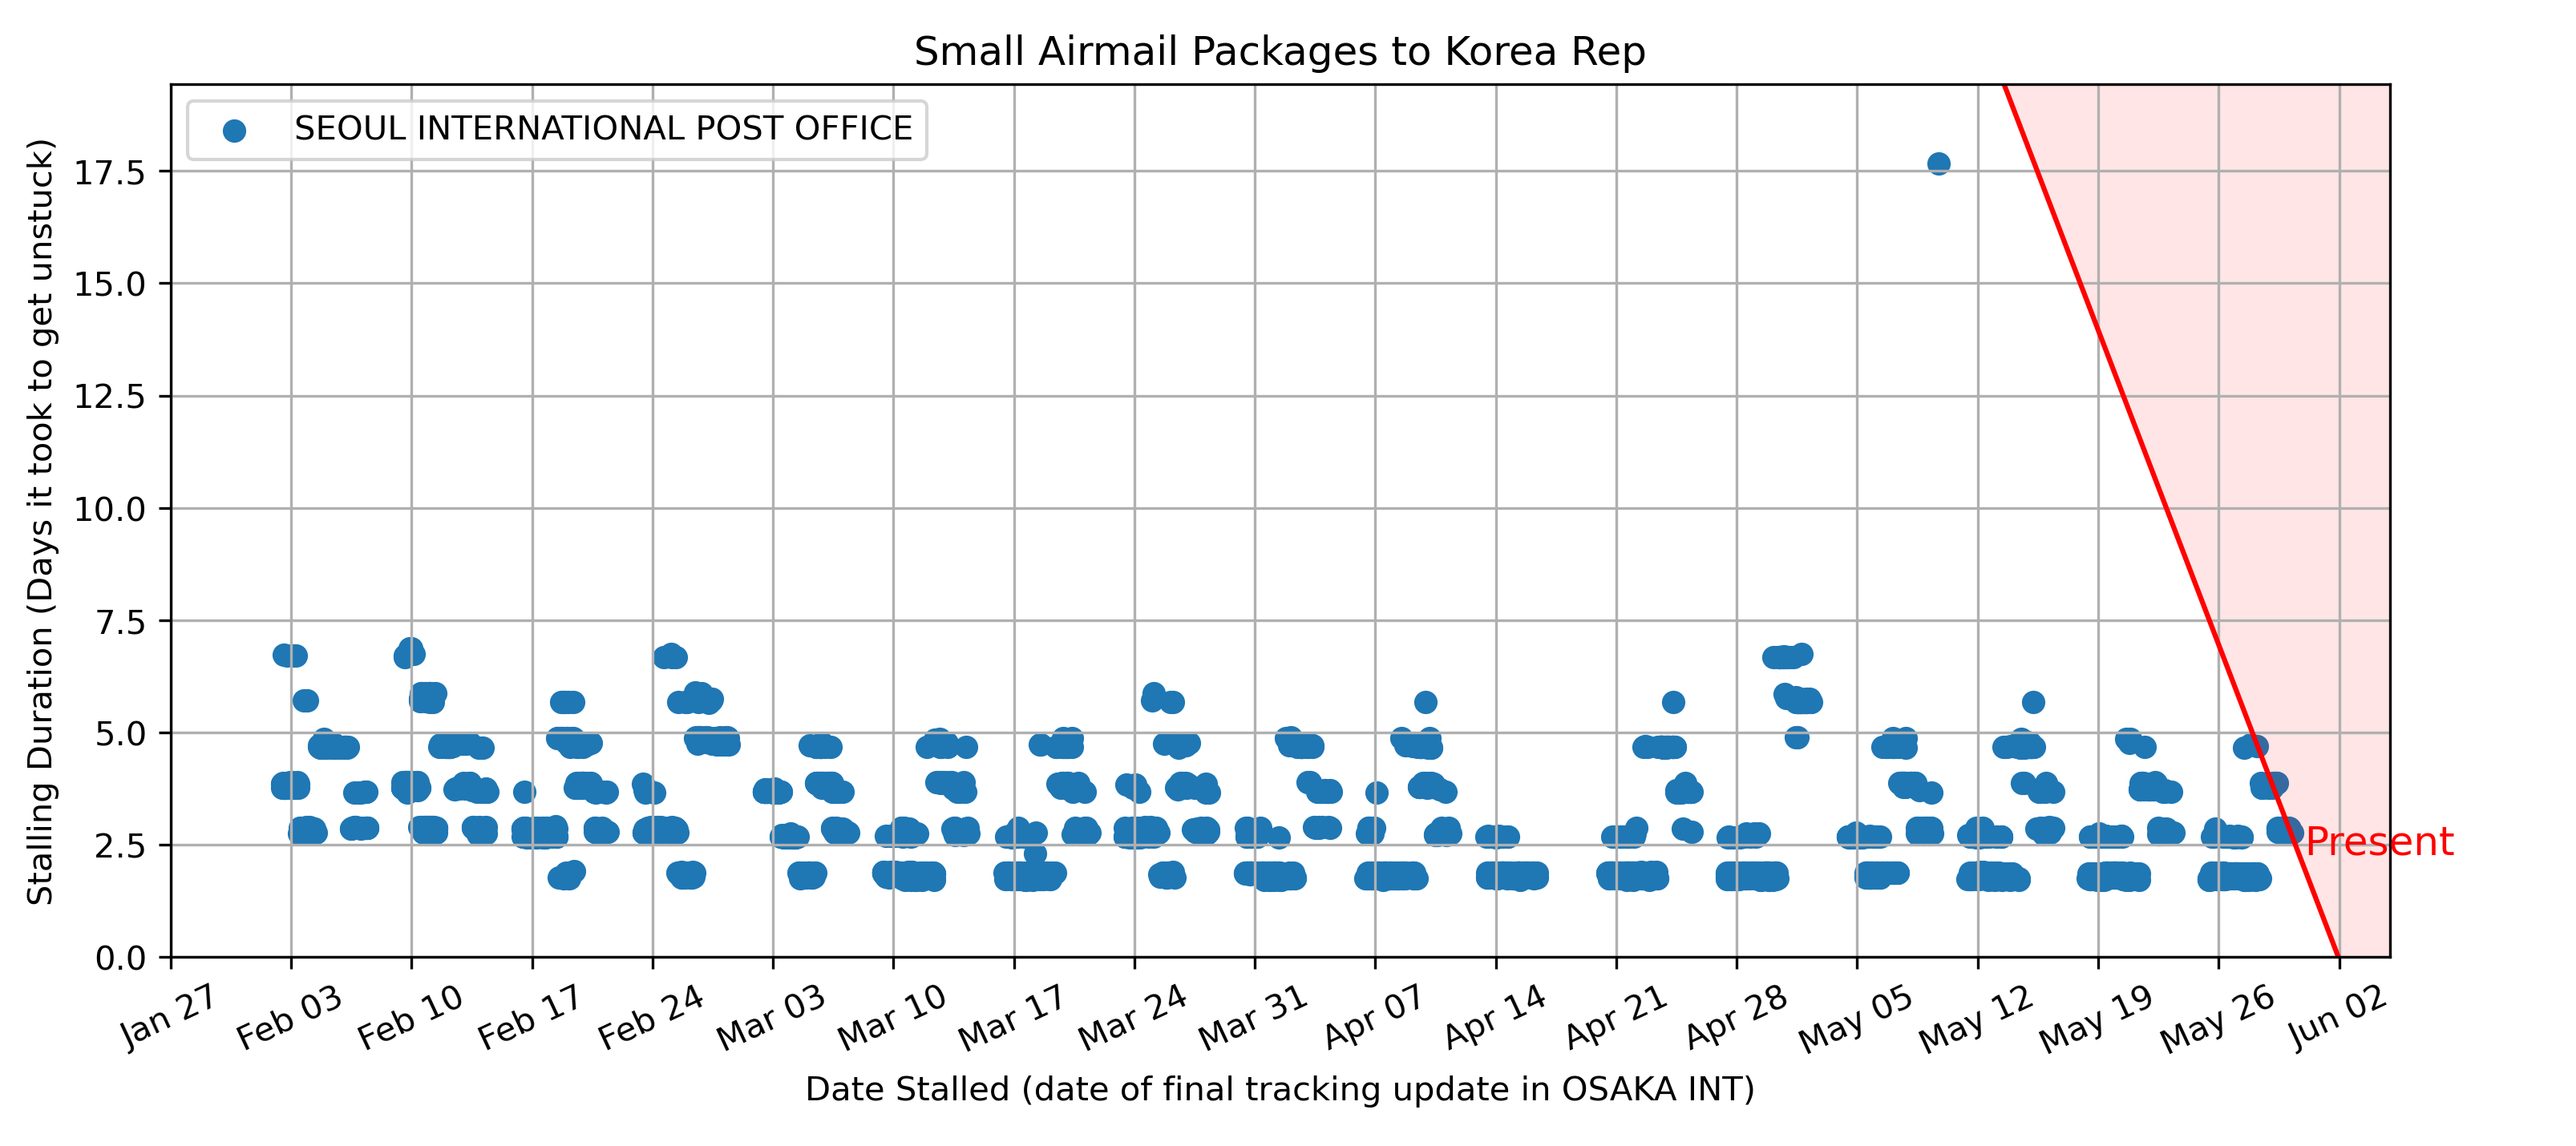 Small Airmail Packages to Korea Rep
SEOUL INTERNATIONAL POST OFFICE
Stalling Duration (Days it took to get unstuck)
17.5
15.0
12.5
10.0
7.5
5.0
2.5
0.0
Present
Jan 27
Feb 03
Feb 10
Feb 17
Feb 24
Mar 03
Mar 10
Mar 17
Mar 24
Mar 31
Apr 07
Apr 14
Apr 21
Apr 28
May 05
May 12
May 19
May 26
Jun 02
Date Stalled (date of final tracking update in OSAKA INT)